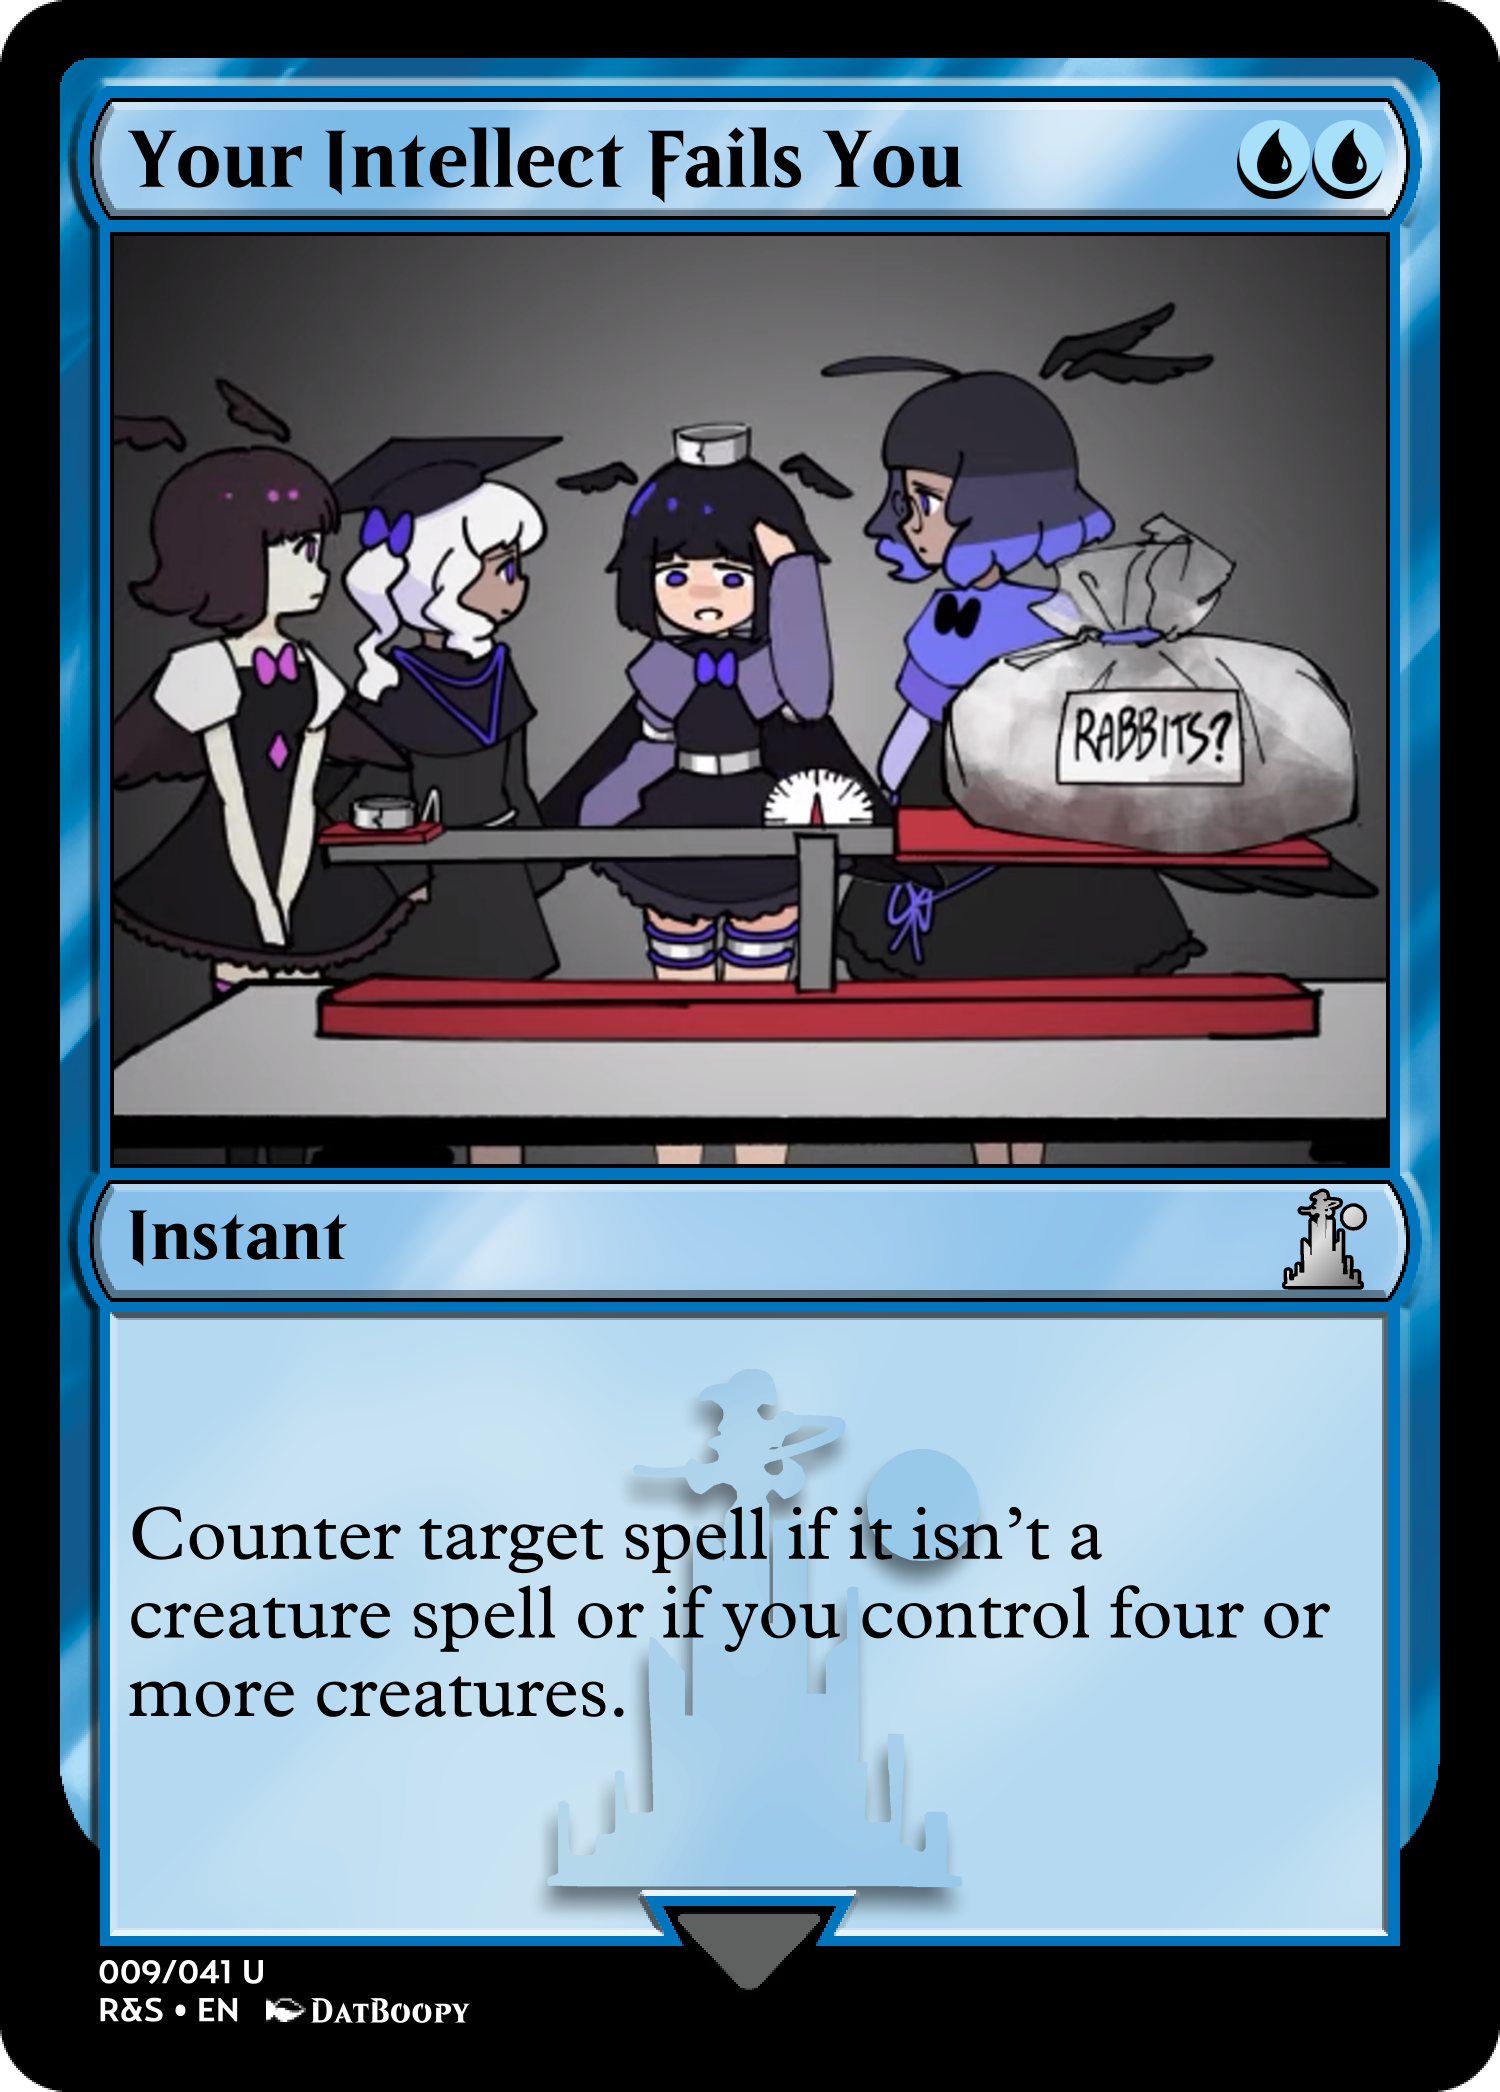 Your Intellect Fails You
RABBITS?
Instant
Counter target spell if it isn’t a
creature spell or if you control four or
more creatures.
009/041 U
R&S • EN DatBoopy